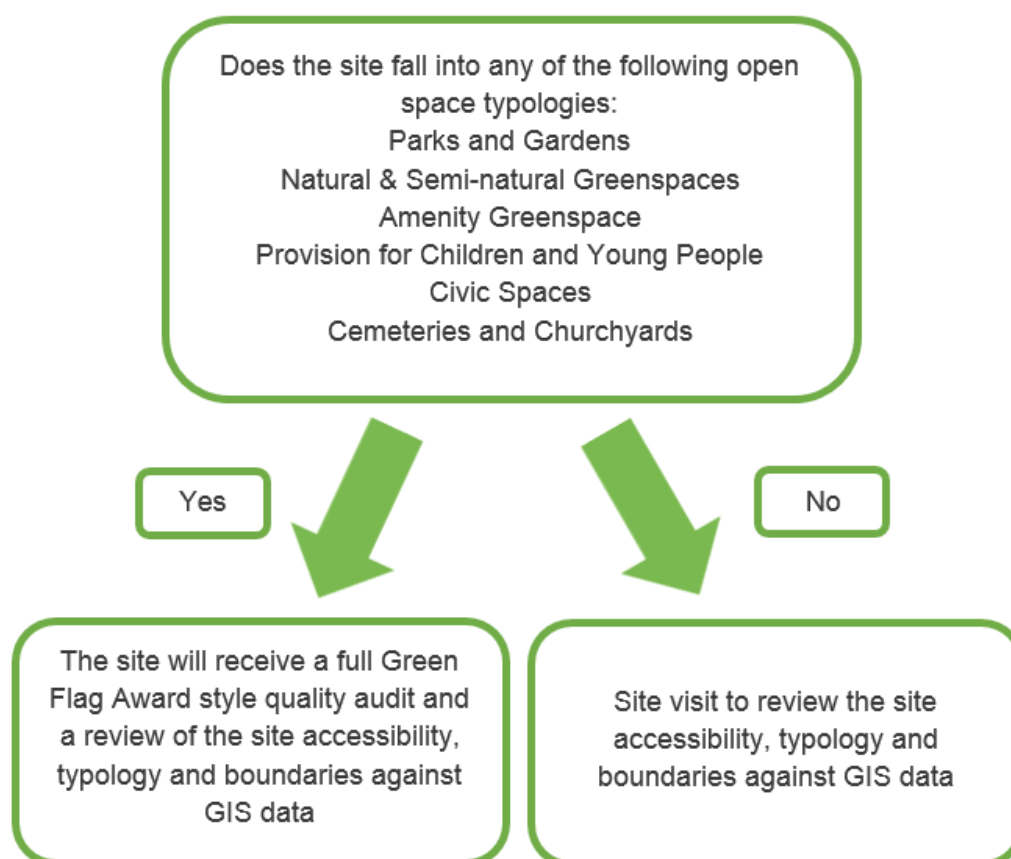 Does the site fall into any of the following open
space typologies:
Parks and Gardens
Natural & Semi-natural Greenspaces
Amenity Greenspace
Provision for Children and Young People
Civic Spaces
Cemeteries and Churchyards
Yes
No
The site will receive a full Green
Flag Award style quality audit and
a review of the site accessibility,
typology and boundaries against
GIS data
Site visit to review the site
accessibility, typology and
boundaries against GIS data